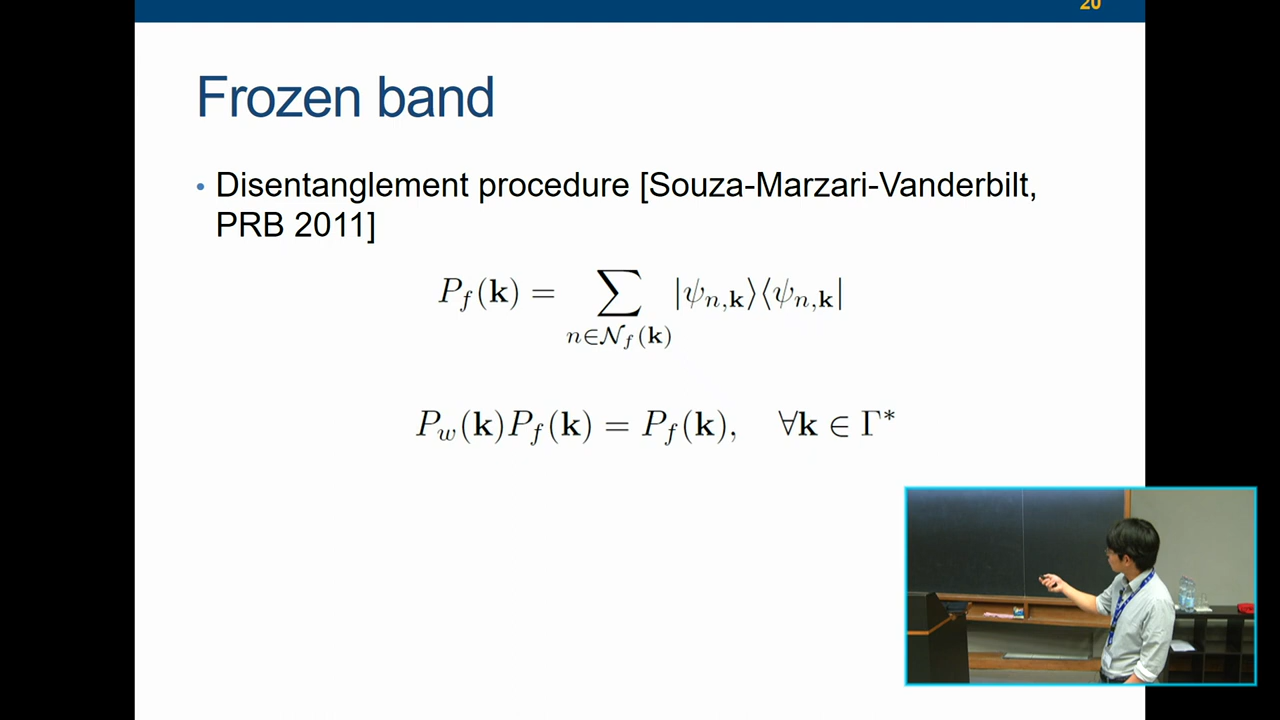 20
Frozen band
• Disentanglement procedure [Souza-Marzari-Vanderbilt,
PRB 2011]
P_f(𝐤) = ∑_{n∈𝒩_f(𝐤)} |ψ_{n,𝐤}⟩⟨ψ_{n,𝐤}|
P_w(𝐤)P_f(𝐤) = P_f(𝐤), ∀𝐤 ∈ Γ*